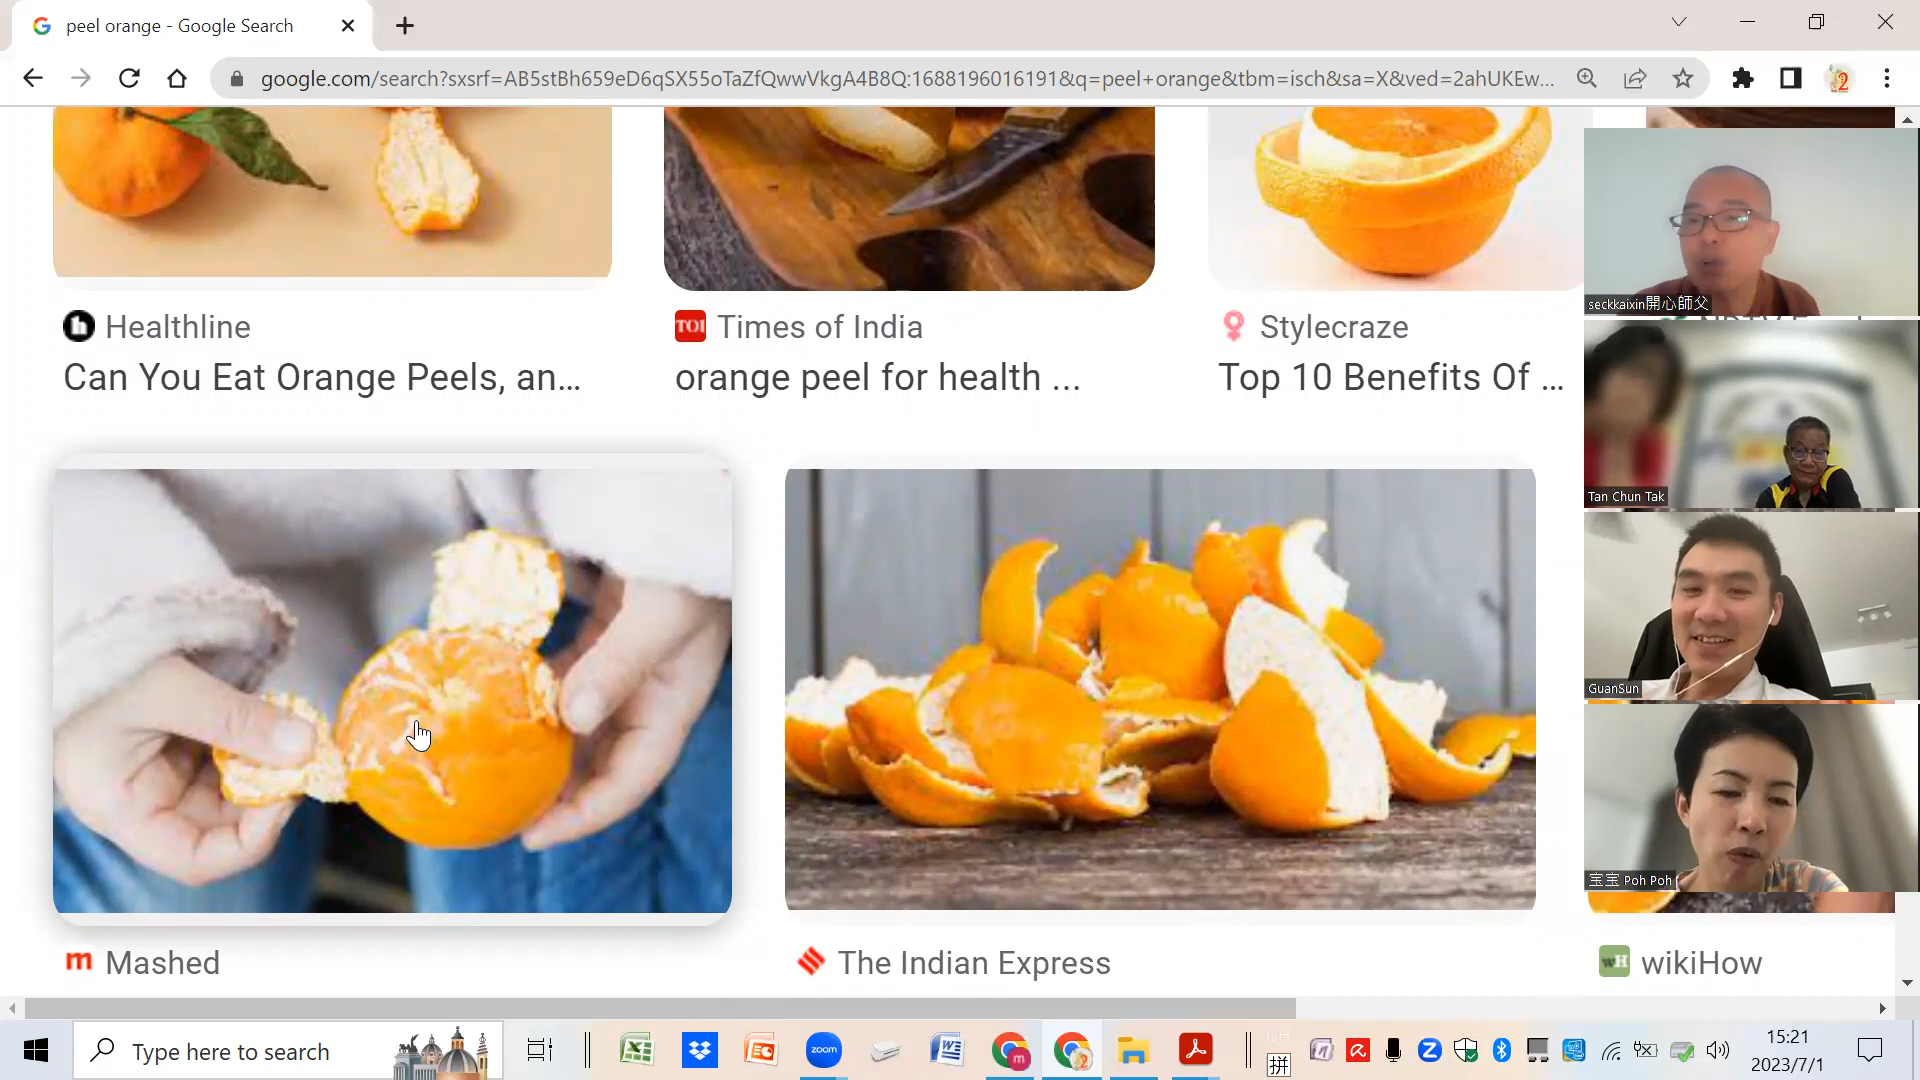 peel orange - Google Search
google.com/search?sxsrf=AB5stBh659eD6qSX55oTaZfQwwVkgA4B8Q:1688196016191&q=peel+orange&tbm=isch&sa=X&ved=2ahUKEw...
2
Healthline
Can You Eat Orange Peels, an...
TOI Times of India
orange peel for health ...
Stylecraze
Top 10 Benefits Of ...
seckkaixin開心師父
Tan Chun Tak
GuanSun
宝宝 Poh Poh
m Mashed
The Indian Express
wH wikiHow
Type here to search
zoom
拼
15:21
2023/7/1